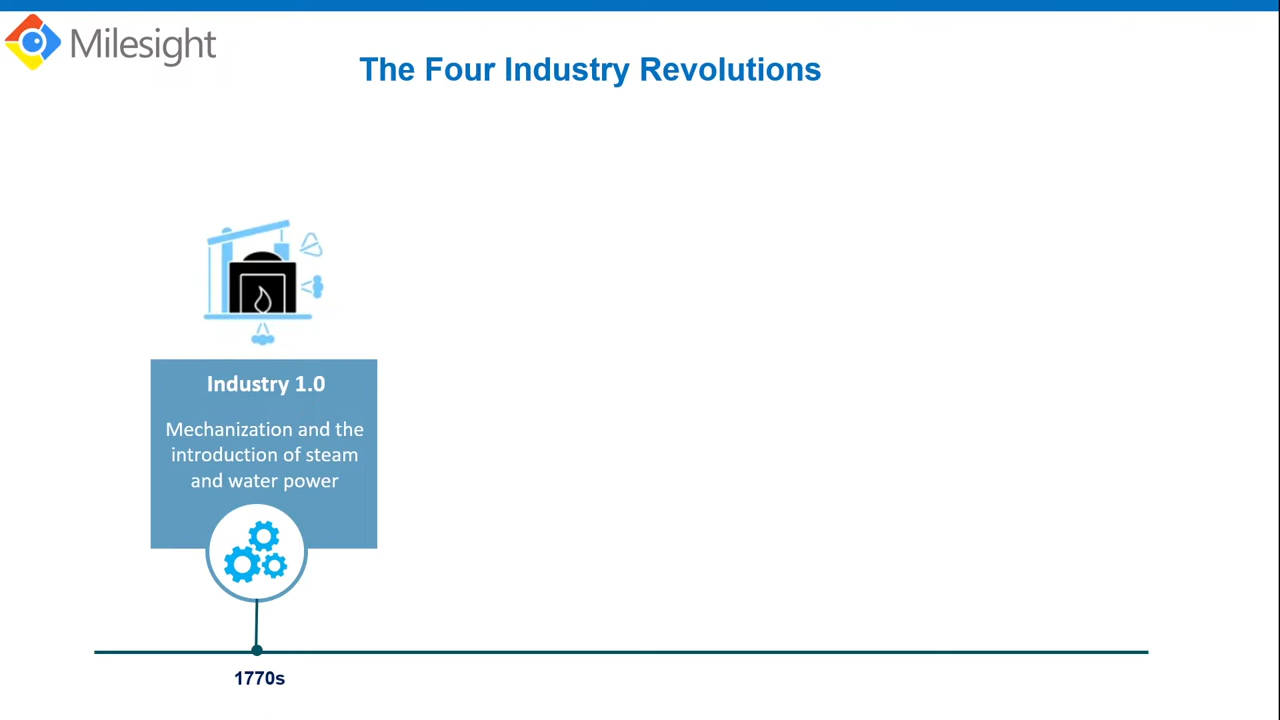 Milesight
The Four Industry Revolutions
Industry 1.0
Mechanization and the
introduction of steam
and water power
1770s